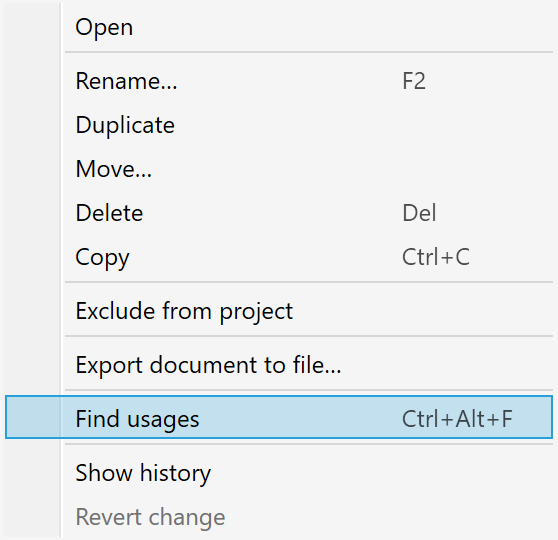 Open
Rename... F2
Duplicate
Move...
Delete Del
Copy Ctrl+C
Exclude from project
Export document to file...
Find usages Ctrl+Alt+F
Show history
Revert change